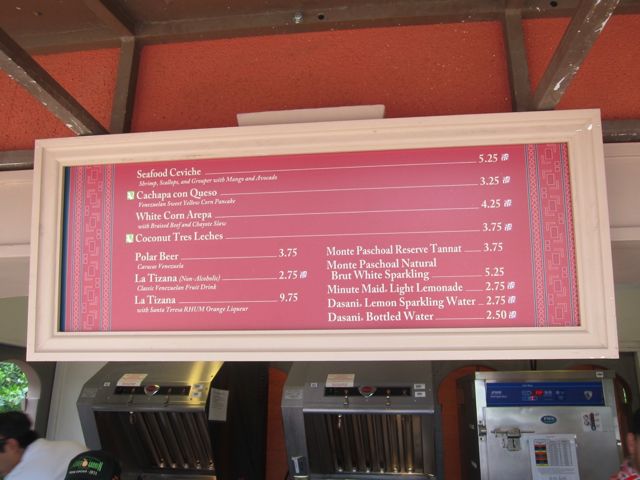 Seafood Ceviche 5.25
Shrimp, Scallops, and Grouper with Mango and Avocado
Cachapa con Queso 3.25
Venezuelan Sweet Yellow Corn Pancake
White Corn Arepa 4.25
with Braised Beef and Chayote Slaw
Coconut Tres Leches 3.75
Polar Beer 3.75
Caracas Venezuela
La Tizana (Non-Alcoholic) 2.75
Classic Venezuelan Fruit Drink
La Tizana 9.75
with Santa Teresa RHUM Orange Liqueur
Monte Paschoal Reserve Tannat 3.75
Monte Paschoal Natural
Brut White Sparkling 5.25
Minute Maid® Light Lemonade 2.75
Dasani® Lemon Sparkling Water 2.75
Dasani® Bottled Water 2.50